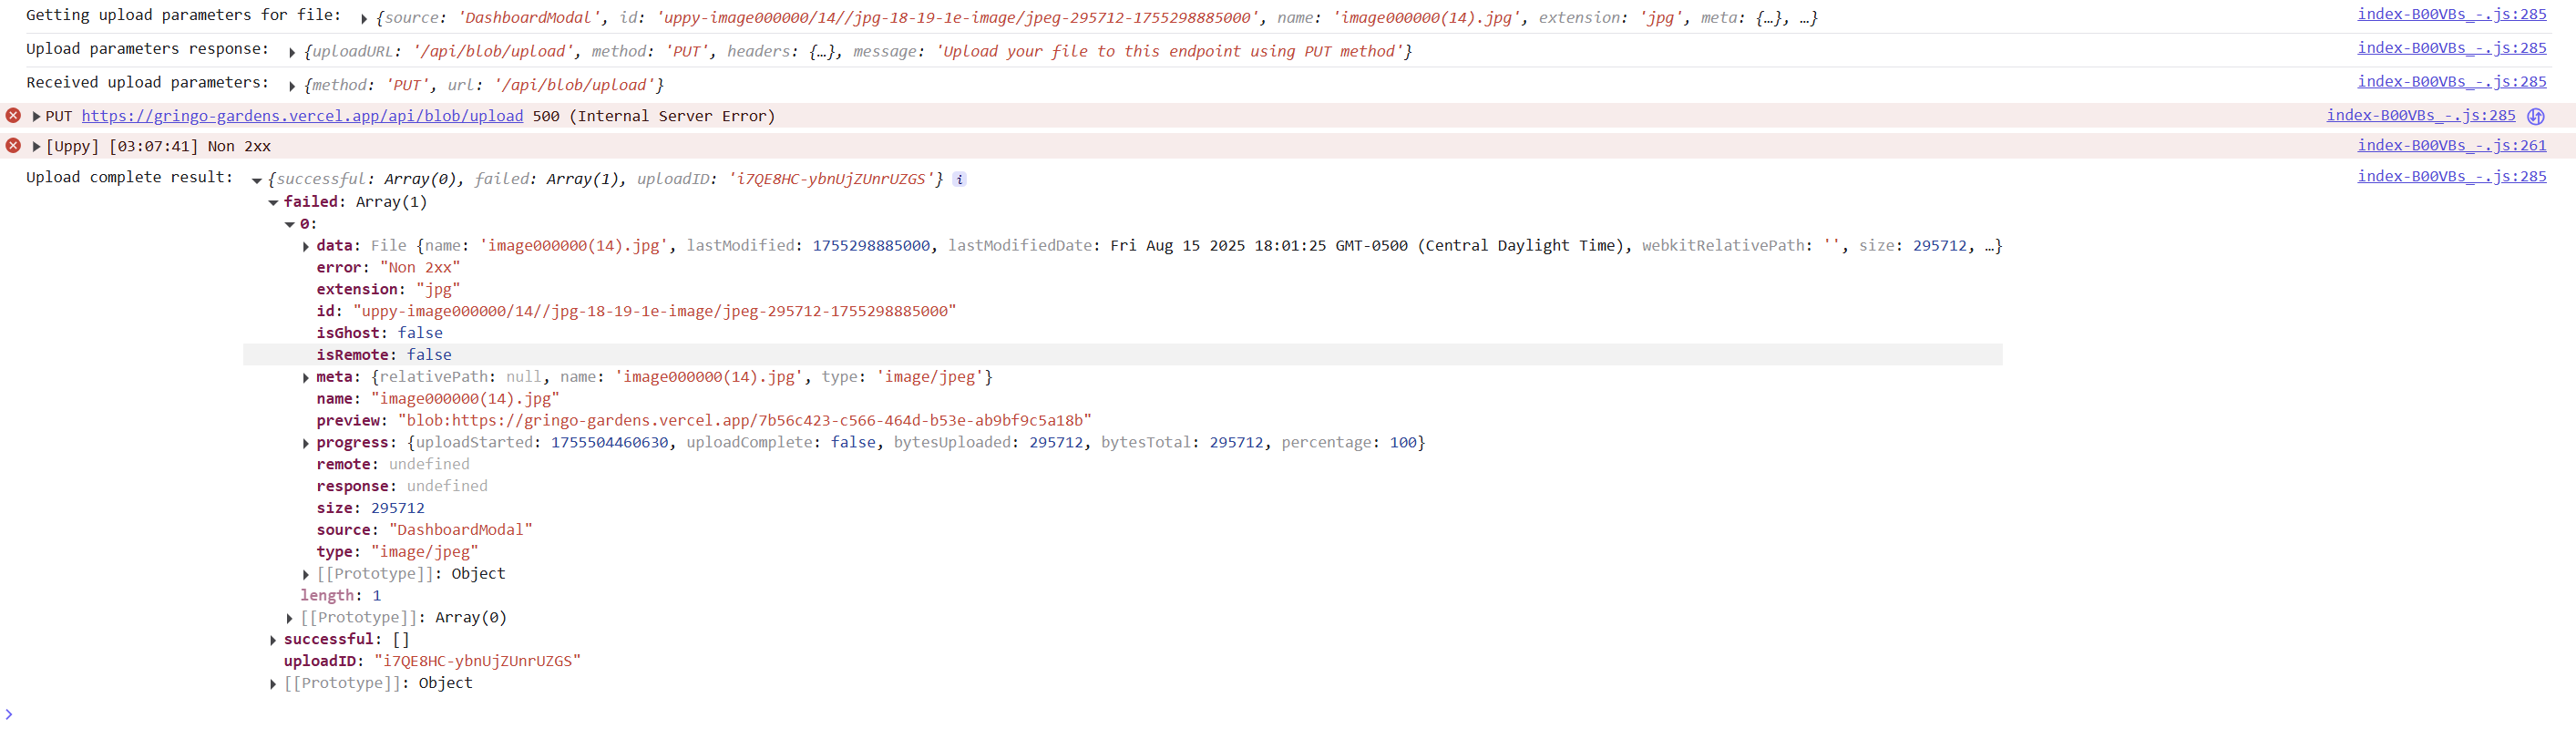 Getting upload parameters for file: ▶ {source: 'DashboardModal', id: 'uppy-image000000/14//jpg-18-19-1e-image/jpeg-295712-1755298885000', name: 'image000000(14).jpg', extension: 'jpg', meta: {…}, …} index-B00VBs_-.js:285
Upload parameters response: ▶ {uploadURL: '/api/blob/upload', method: 'PUT', headers: {…}, message: 'Upload your file to this endpoint using PUT method'} index-B00VBs_-.js:285
Received upload parameters: ▶ {method: 'PUT', url: '/api/blob/upload'} index-B00VBs_-.js:285
▶ PUT https://gringo-gardens.vercel.app/api/blob/upload 500 (Internal Server Error) index-B00VBs_-.js:285
▶ [Uppy] [03:07:41] Non 2xx index-B00VBs_-.js:261
Upload complete result: ▼ {successful: Array(0), failed: Array(1), uploadID: 'i7QE8HC-ybnUjZUnrUZGS'} i index-B00VBs_-.js:285
▼ failed: Array(1)
▼ 0:
▶ data: File {name: 'image000000(14).jpg', lastModified: 1755298885000, lastModifiedDate: Fri Aug 15 2025 18:01:25 GMT-0500 (Central Daylight Time), webkitRelativePath: '', size: 295712, …}
error: "Non 2xx"
extension: "jpg"
id: "uppy-image000000/14//jpg-18-19-1e-image/jpeg-295712-1755298885000"
isGhost: false
isRemote: false
▶ meta: {relativePath: null, name: 'image000000(14).jpg', type: 'image/jpeg'}
name: "image000000(14).jpg"
preview: "blob:https://gringo-gardens.vercel.app/7b56c423-c566-464d-b53e-ab9bf9c5a18b"
▶ progress: {uploadStarted: 1755504460630, uploadComplete: false, bytesUploaded: 295712, bytesTotal: 295712, percentage: 100}
remote: undefined
response: undefined
size: 295712
source: "DashboardModal"
type: "image/jpeg"
▶ [[Prototype]]: Object
length: 1
▶ [[Prototype]]: Array(0)
▶ successful: []
uploadID: "i7QE8HC-ybnUjZUnrUZGS"
▶ [[Prototype]]: Object